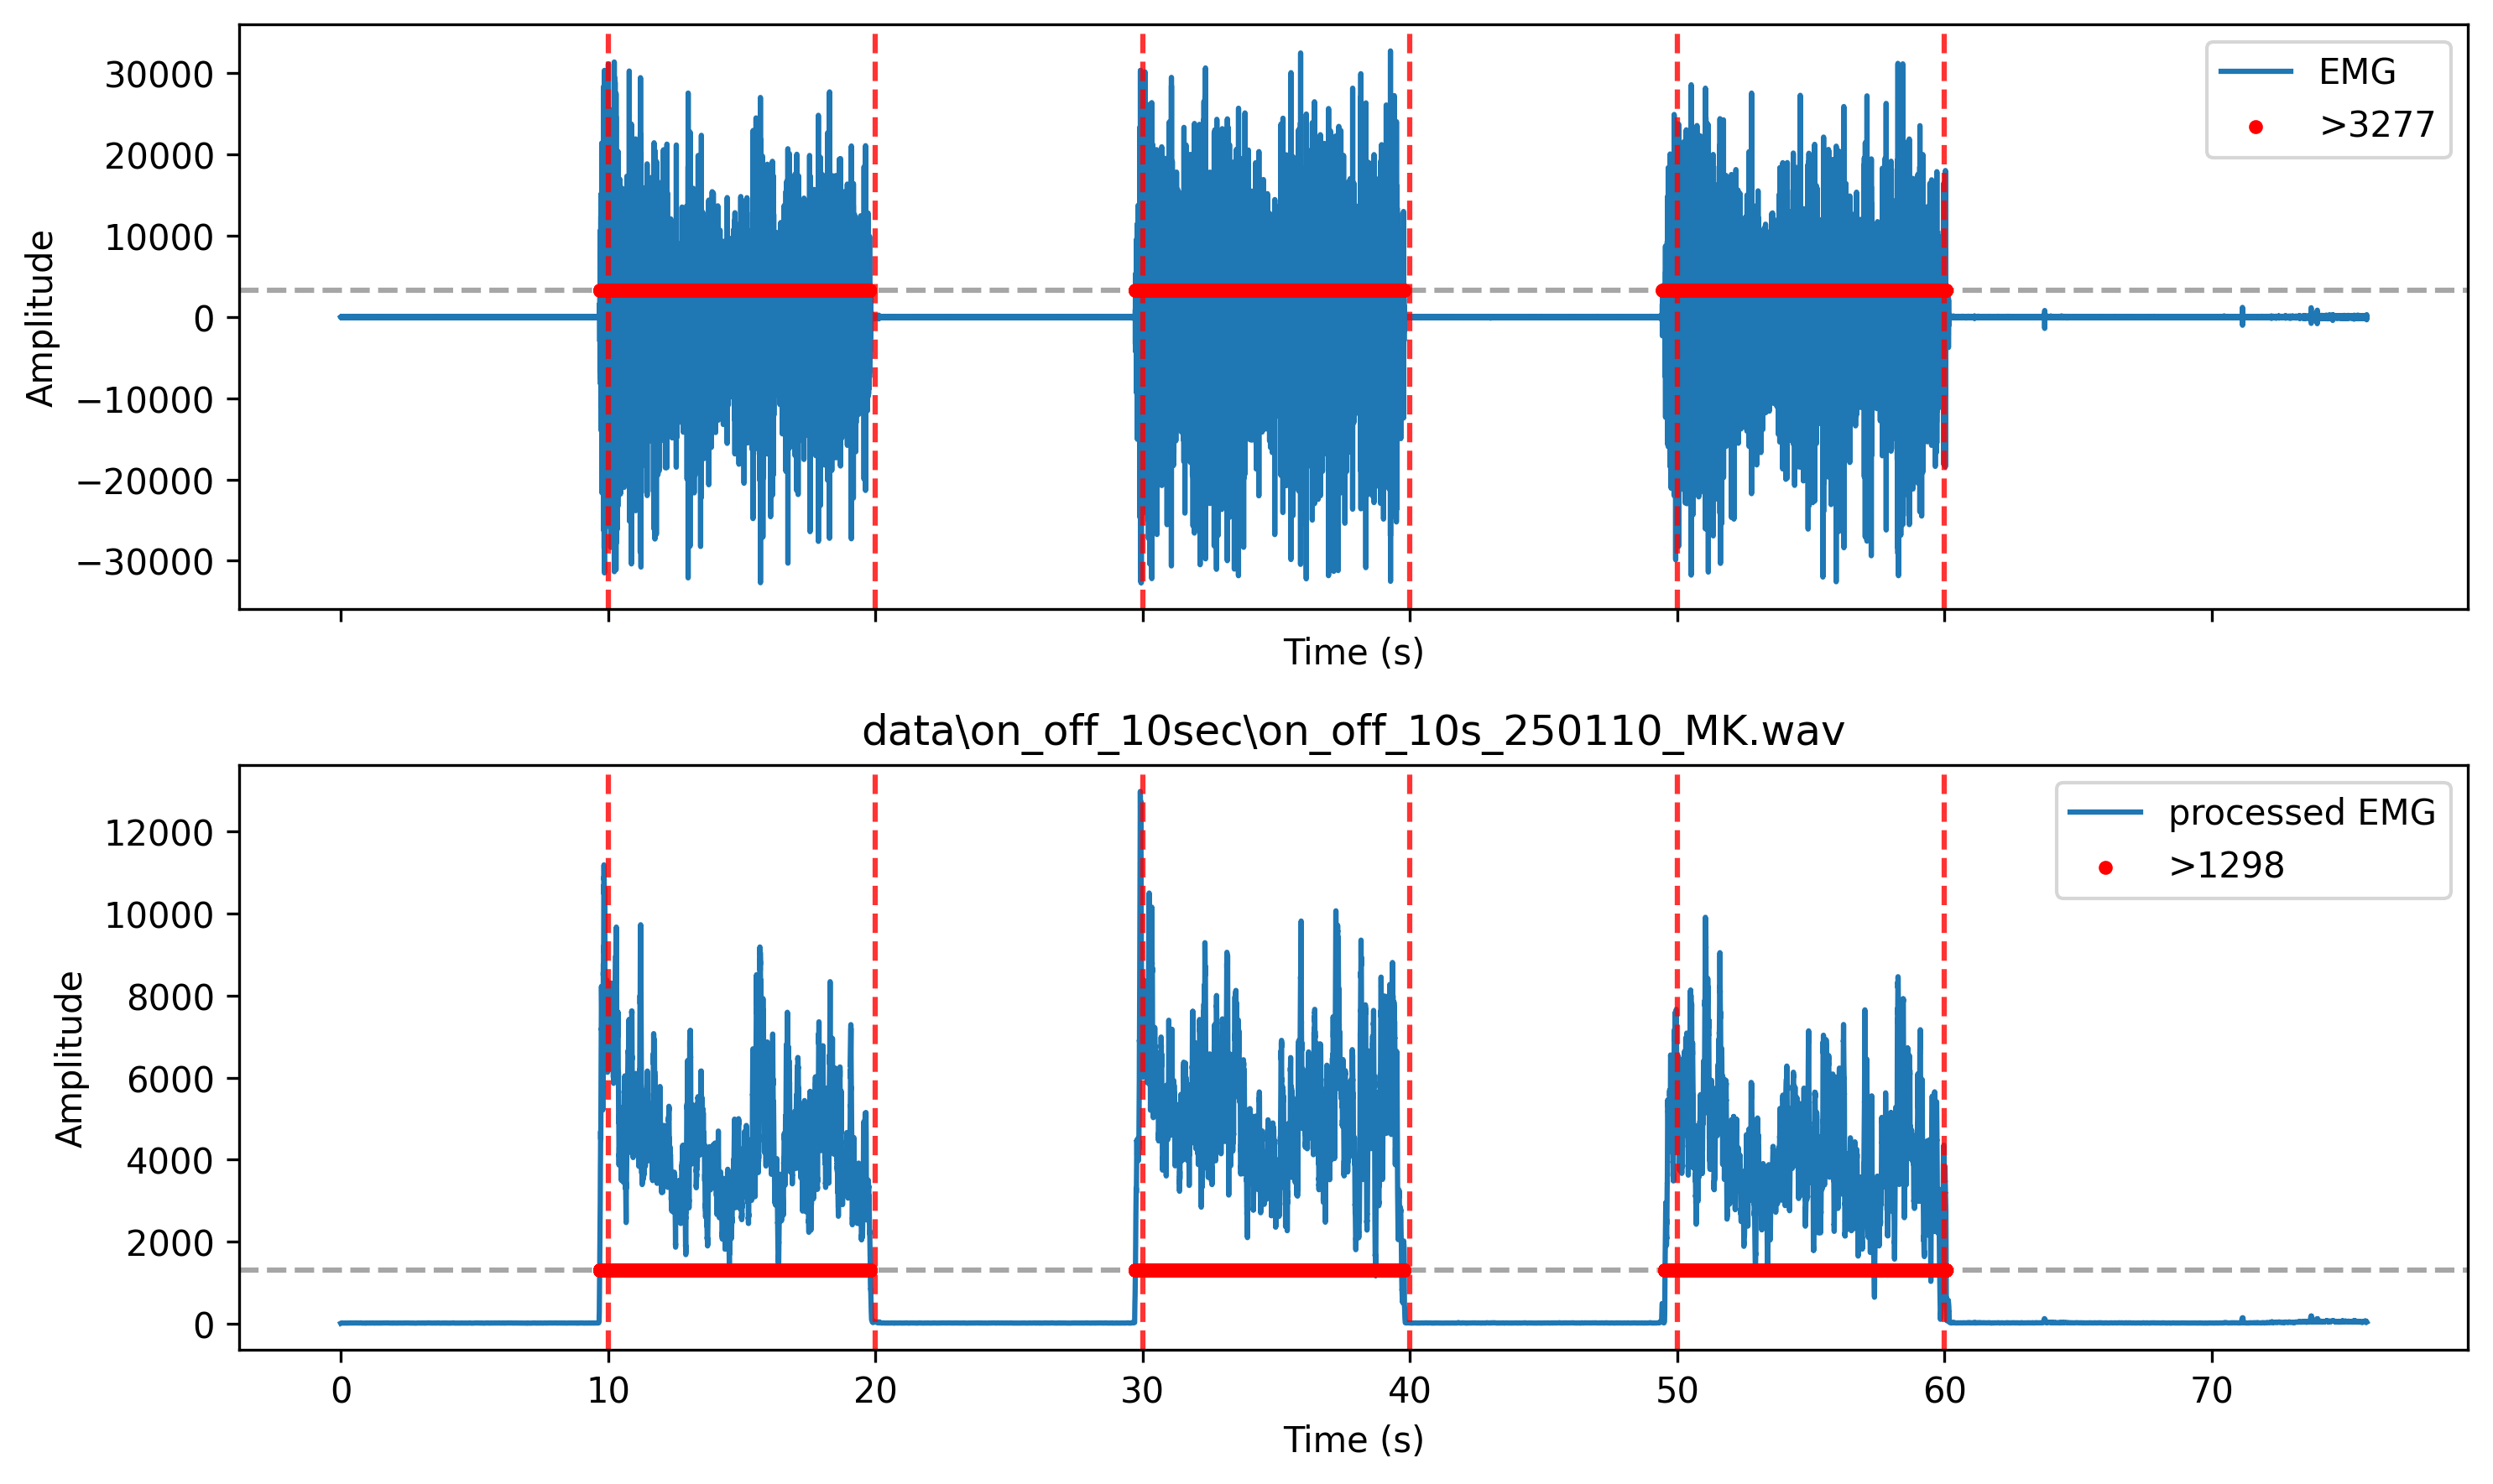 30000
20000
10000
0
−10000
−20000
−30000
Amplitude
EMG
>3277
Time (s)
data\on_off_10sec\on_off_10s_250110_MK.wav
12000
10000
8000
6000
4000
2000
0
Amplitude
processed EMG
>1298
0 10 20 30 40 50 60 70
Time (s)